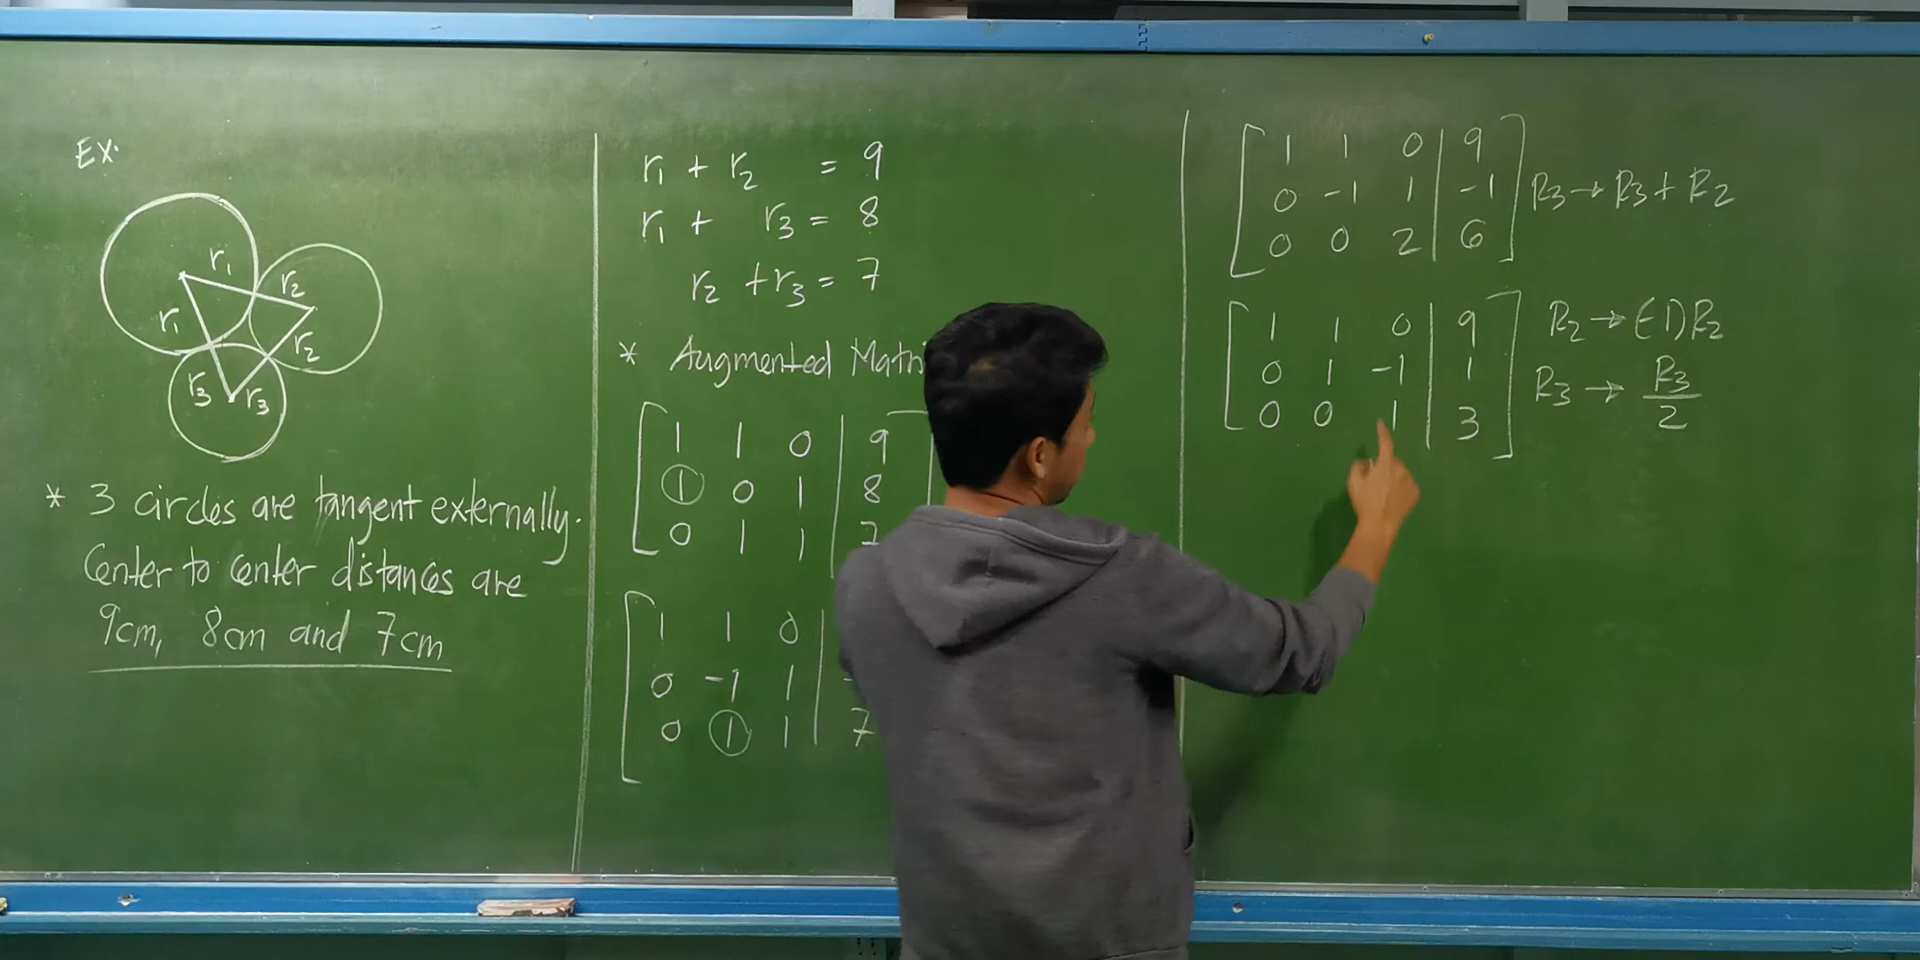 Ex.
r₁
r₂
r₁
r₂
r₃ r₃
* 3 circles are tangent externally.
Center to center distances are
9cm, 8cm and 7cm
r₁ + r₂ = 9
r₁ + r₃ = 8
r₂ + r₃ = 7
* Augmented
1 1 0 | 9
1 0 1 | 8
0 1 1 | 7
1 1 0 |
0 -1 1 |
0 1 1 | 7
1 1 0 | 9
0 -1 1 | -1 R₃ → R₃ + R₂
0 0 2 | 6
1 1 0 | 9 R₂ → (-1)R₂
0 1 -1 | 1 R₃ → R₃/2
0 0 1 | 3